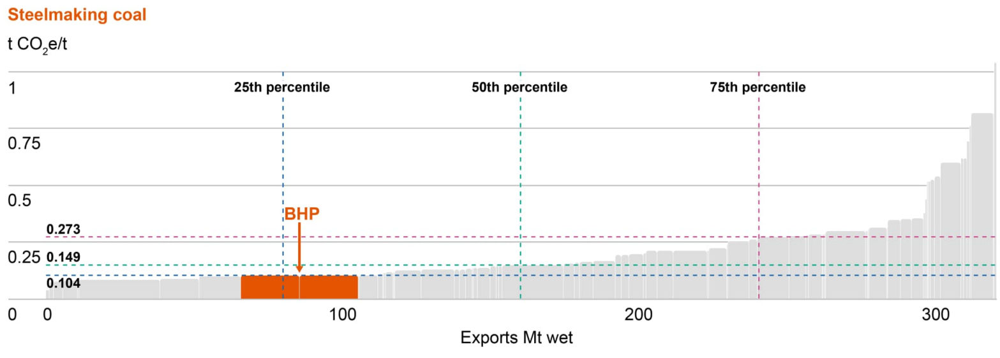 Steelmaking coal
t CO₂e/t
1
25th percentile
50th percentile
75th percentile
0.75
0.5
BHP
0.273
0.25
0.149
0.104
0
0
100
200
300
Exports Mt wet